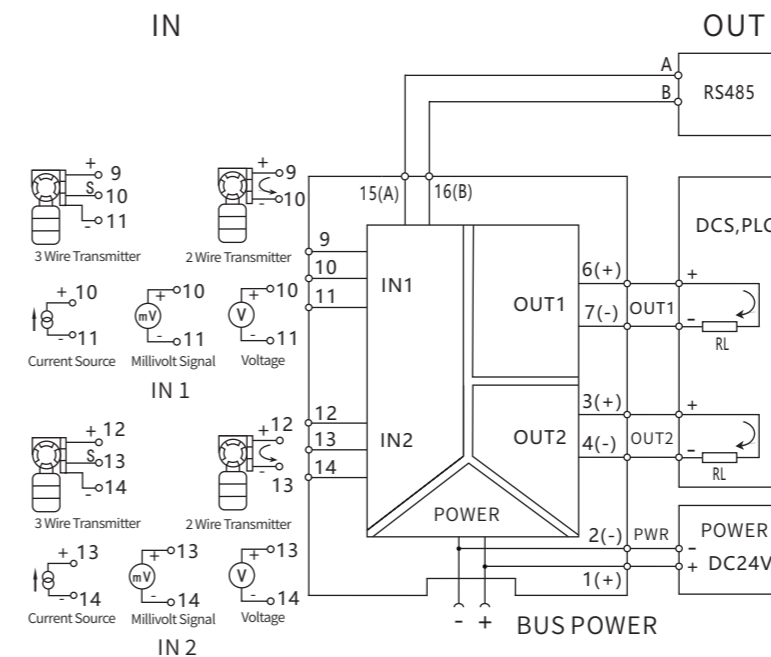 IN
OUT
A
B
RS485
15(A)
16(B)
+
9
S
10
-
11
3 Wire Transmitter
+
9
-
10
2 Wire Transmitter
+
10
-
11
Current Source
+
10
mV
-
11
Millivolt Signal
+
10
V
-
11
Voltage
IN 1
9
10
11
IN1
12
13
14
IN2
OUT1
OUT2
POWER
6(+)
7(-)
OUT1
3(+)
4(-)
OUT2
2(-)
PWR
1(+)
DCS,PLC
+
-
RL
+
-
RL
POWER
-
+
DC24V
+
12
S
13
-
14
3 Wire Transmitter
+
12
-
13
2 Wire Transmitter
+
13
-
14
Current Source
+
13
mV
-
14
Millivolt Signal
+
13
V
-
14
Voltage
IN 2
- +
BUS POWER